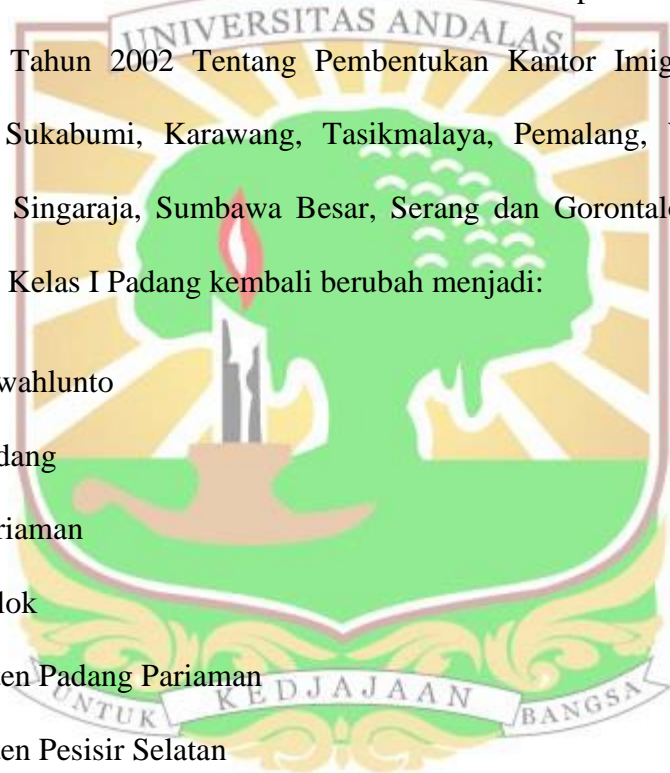 UNIVERSITAS ANDALAS
Tahun 2002 Tentang Pembentukan Kantor Imig
Sukabumi, Karawang, Tasikmalaya, Pemalang,
Singaraja, Sumbawa Besar, Serang dan Gorontalo
Kelas I Padang kembali berubah menjadi:
wahlunto
dang
riaman
lok
en Padang Pariaman
UNTUK KEDJAJAAN BANGSA
en Pesisir Selatan